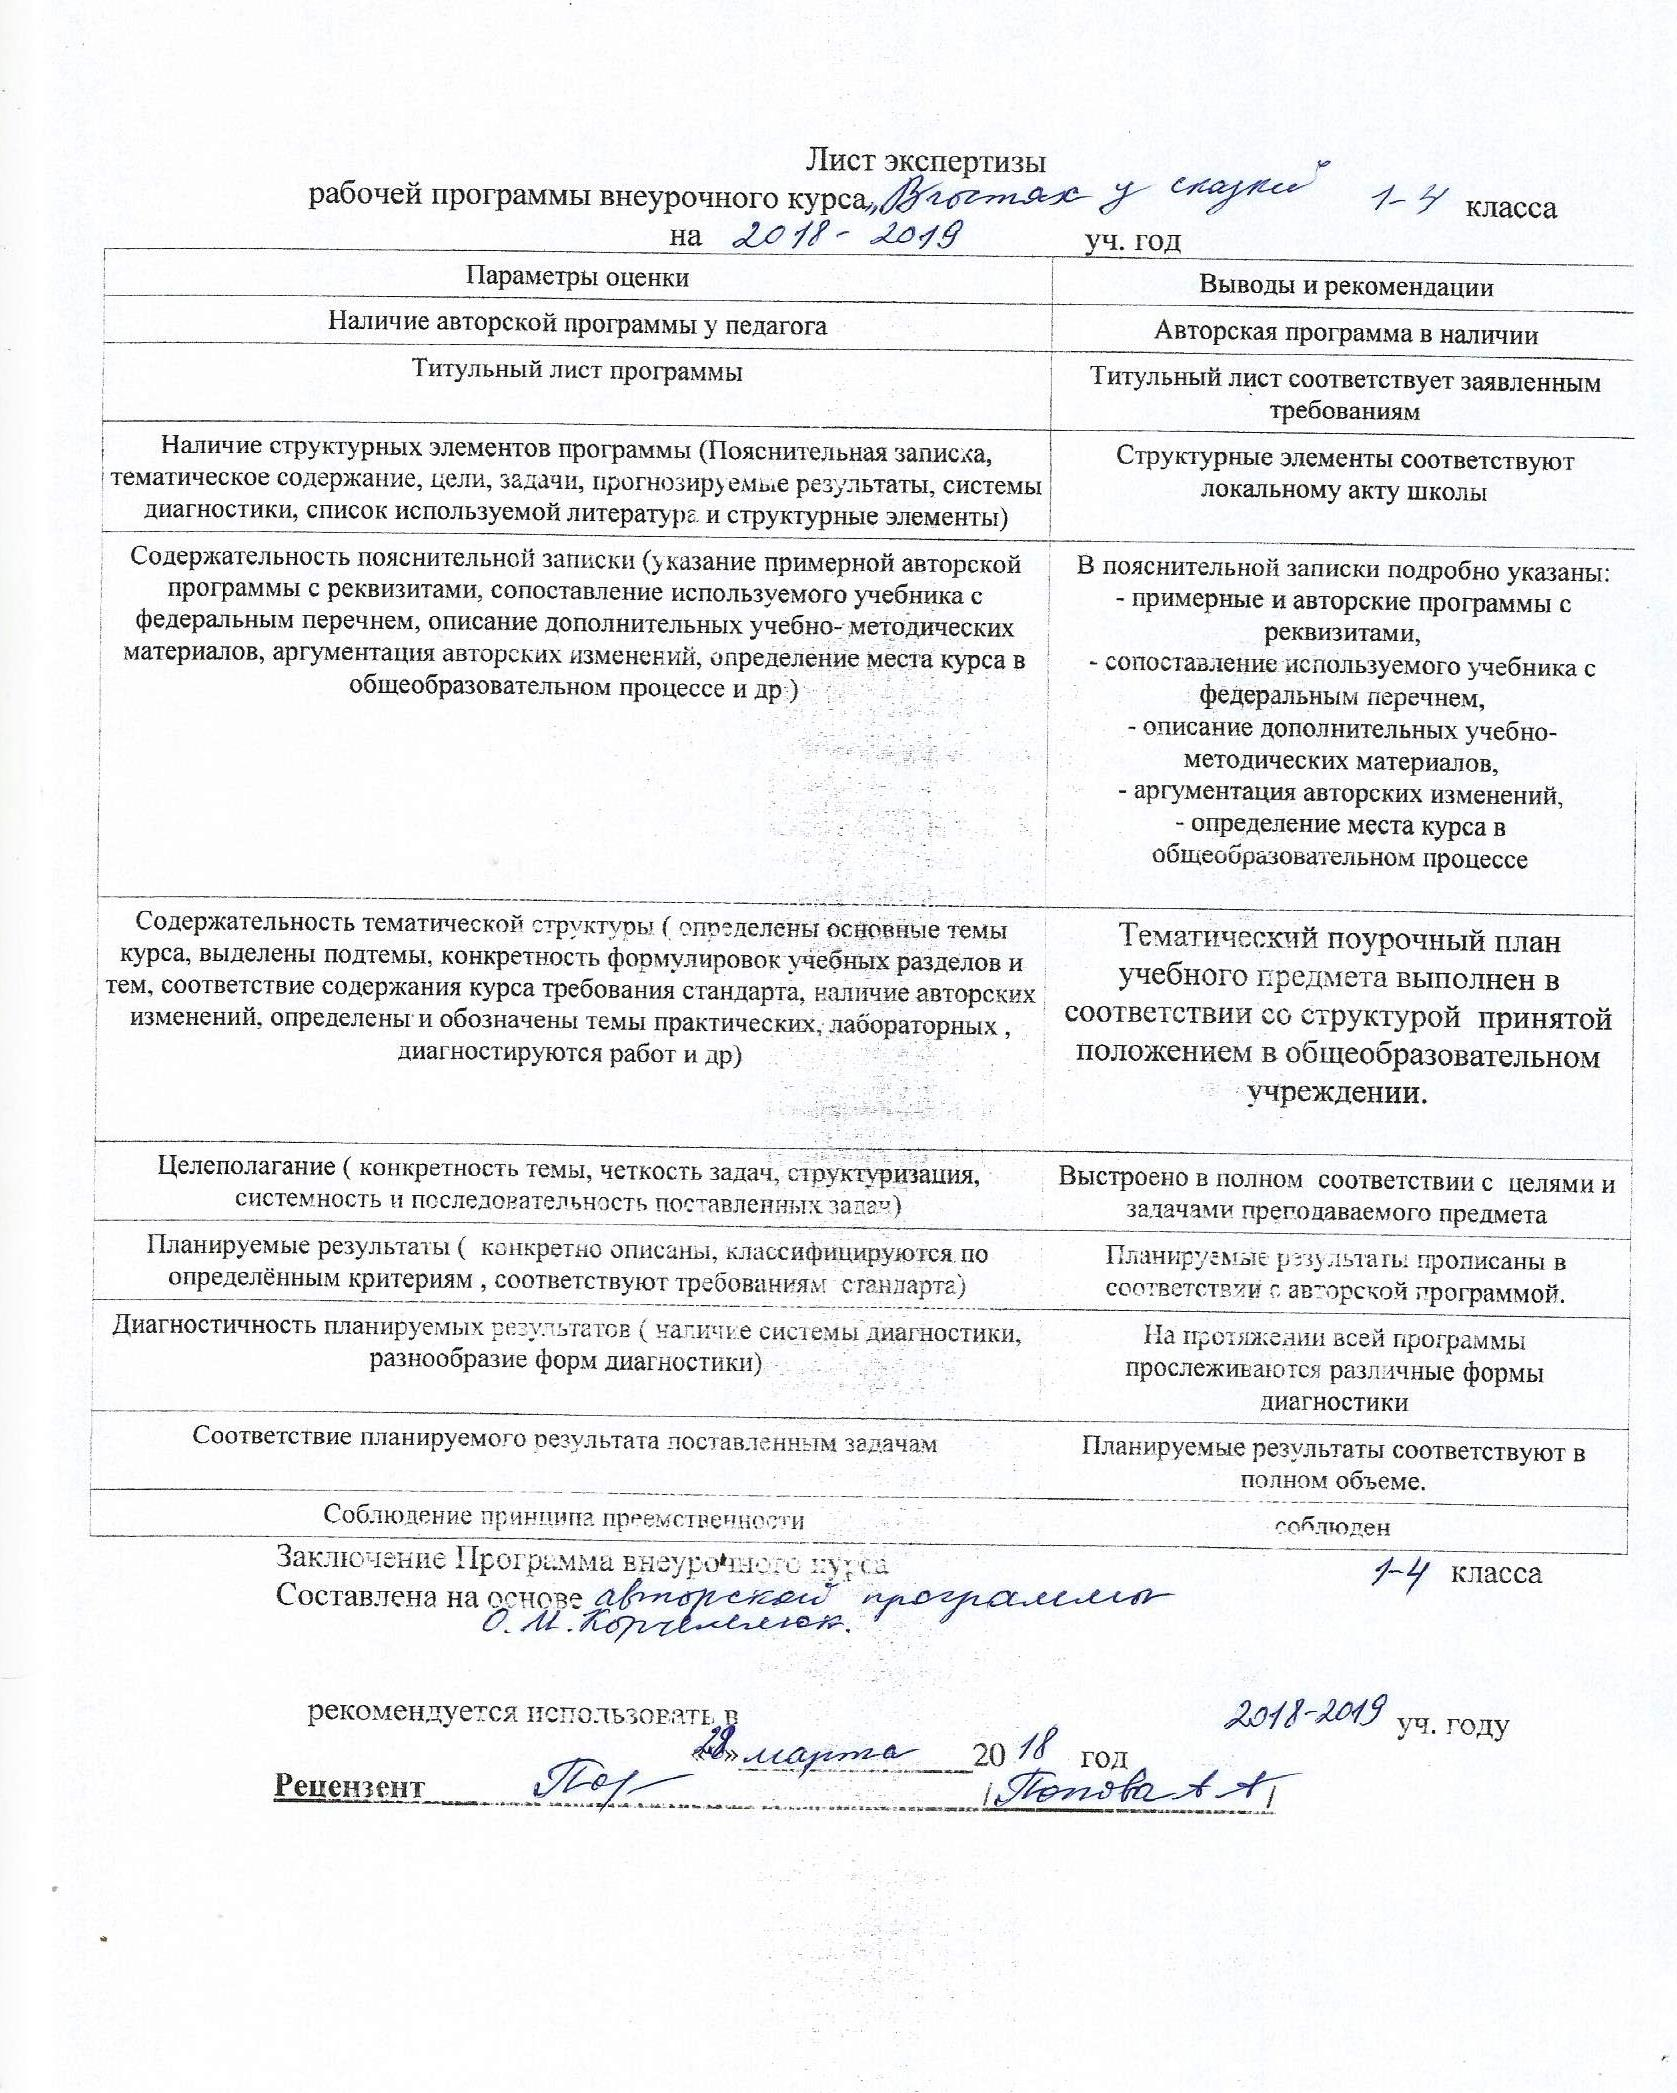 Лист экспертизы
рабочей программы внеурочного курса „В гостях у сказки 1-4 класса
на 2018 - 2019 уч. год
Параметры оценки
Выводы и рекомендации
Наличие авторской программы у педагога
Авторская программа в наличии
Титульный лист программы
Титульный лист соответствует заявленным
требованиям
Наличие структурных элементов программы (Пояснительная записка,
тематическое содержание, цели, задачи, прогнозируемые результаты, системы
диагностики, список используемой литература и структурные элементы)
Структурные элементы соответствуют
локальному акту школы
Содержательность пояснительной записки (указание примерной авторской
программы с реквизитами, сопоставление используемого учебника с
федеральным перечнем, описание дополнительных учебно- методических
материалов, аргументация авторских изменений, определение места курса в
общеобразовательном процессе и др )
В пояснительной записки подробно указаны:
- примерные и авторские программы с
реквизитами,
- сопоставление используемого учебника с
федеральным перечнем,
- описание дополнительных учебно-
методических материалов,
- аргументация авторских изменений,
- определение места курса в
общеобразовательном процессе
Содержательность тематической структуры ( определены основные темы
курса, выделены подтемы, конкретность формулировок учебных разделов и
тем, соответствие содержания курса требования стандарта, наличие авторских
изменений, определены и обозначены темы практических, лабораторных ,
диагностируются работ и др)
Тематический поурочный план
учебного предмета выполнен в
соответствии со структурой принятой
положением в общеобразовательном
учреждении.
Целеполагание ( конкретность темы, четкость задач, структуризация,
системность и последовательность поставленных задач)
Выстроено в полном соответствии с целями и
задачами преподаваемого предмета
Планируемые результаты ( конкретно описаны, классифицируются по
определённым критериям , соответствуют требованиям стандарта)
Планируемые результаты прописаны в
соответствии с авторской программой.
Диагностичность планируемых результатов ( наличие системы диагностики,
разнообразие форм диагностики)
На протяжении всей программы
прослеживаются различные формы
диагностики
Соответствие планируемого результата поставленным задачам
Планируемые результаты соответствуют в
полном объеме.
Соблюдение принципа преемственности
соблюден
Заключение Программа внеурочного курса 1-4 класса
Составлена на основе авторской программы
О. М. Корчемлюк.
рекомендуется использовать в 2018-2019 уч. году
«» марта 2018 год
Рецензент /Попова А А/